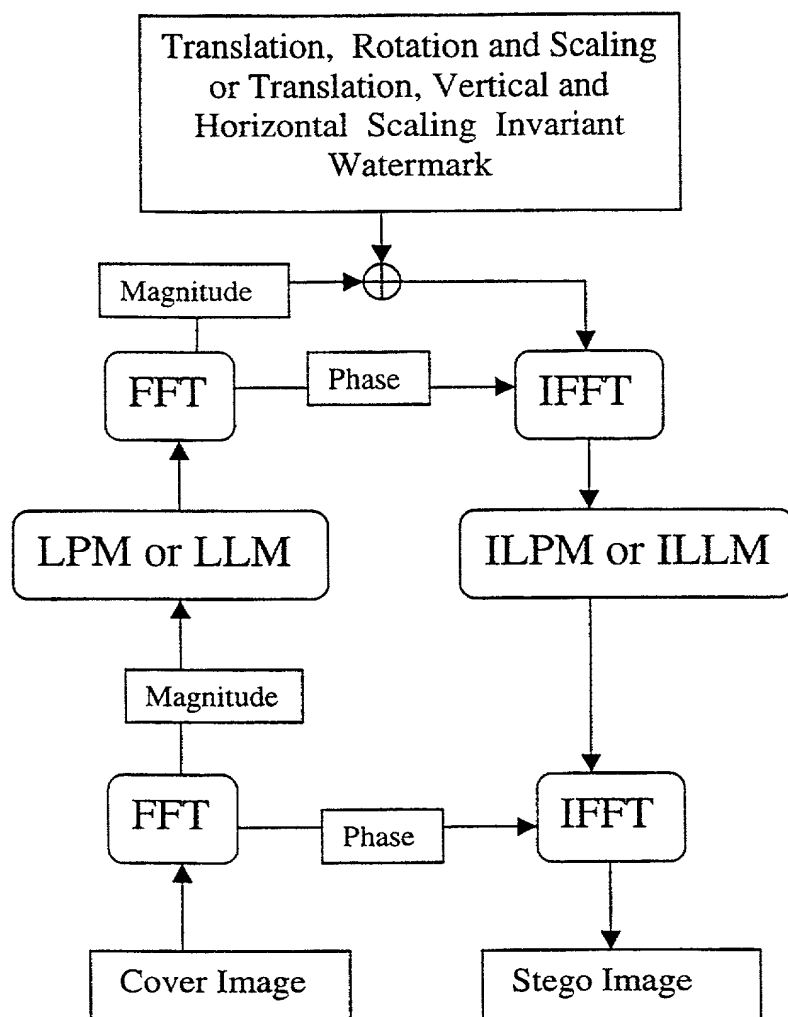 Translation, Rotation and Scaling
or Translation, Vertical and
Horizontal Scaling Invariant
Watermark
Magnitude
FFT
Phase
IFFT
LPM or LLM
ILPM or ILLM
Magnitude
FFT
Phase
IFFT
Cover Image
Stego Image